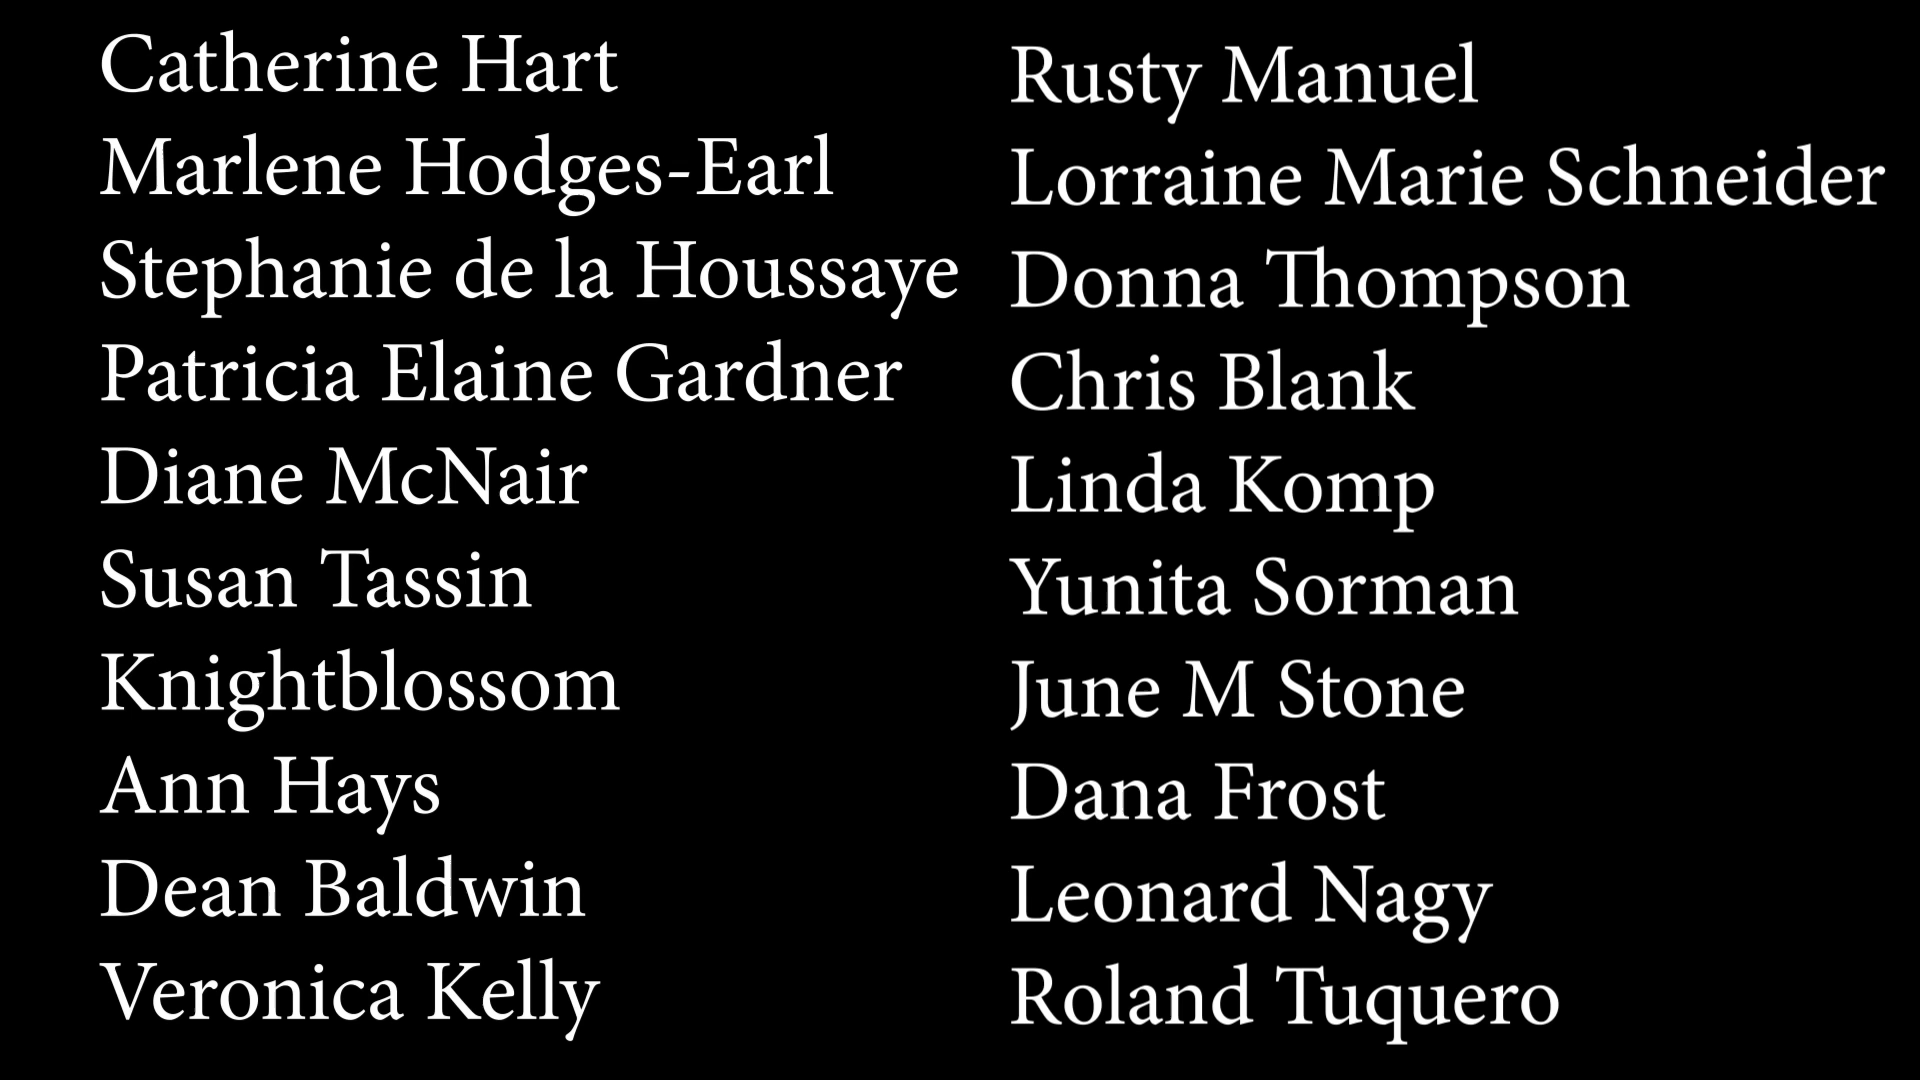 Catherine Hart
Marlene Hodges-Earl
Stephanie de la Houssaye
Patricia Elaine Gardner
Diane McNair
Susan Tassin
Knightblossom
Ann Hays
Dean Baldwin
Veronica Kelly
Rusty Manuel
Lorraine Marie Schneider
Donna Thompson
Chris Blank
Linda Komp
Yunita Sorman
June M Stone
Dana Frost
Leonard Nagy
Roland Tuquero